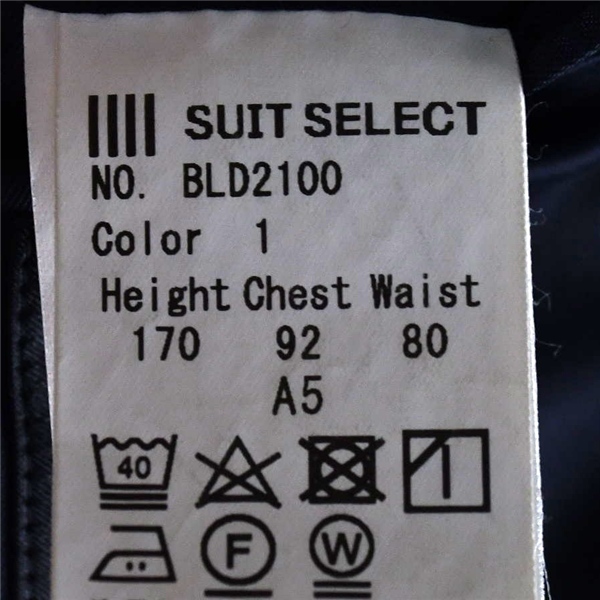 SUIT SELECT
NO. BLD2100
Color 1
Height Chest Waist
170 92 80
A5
40
F W